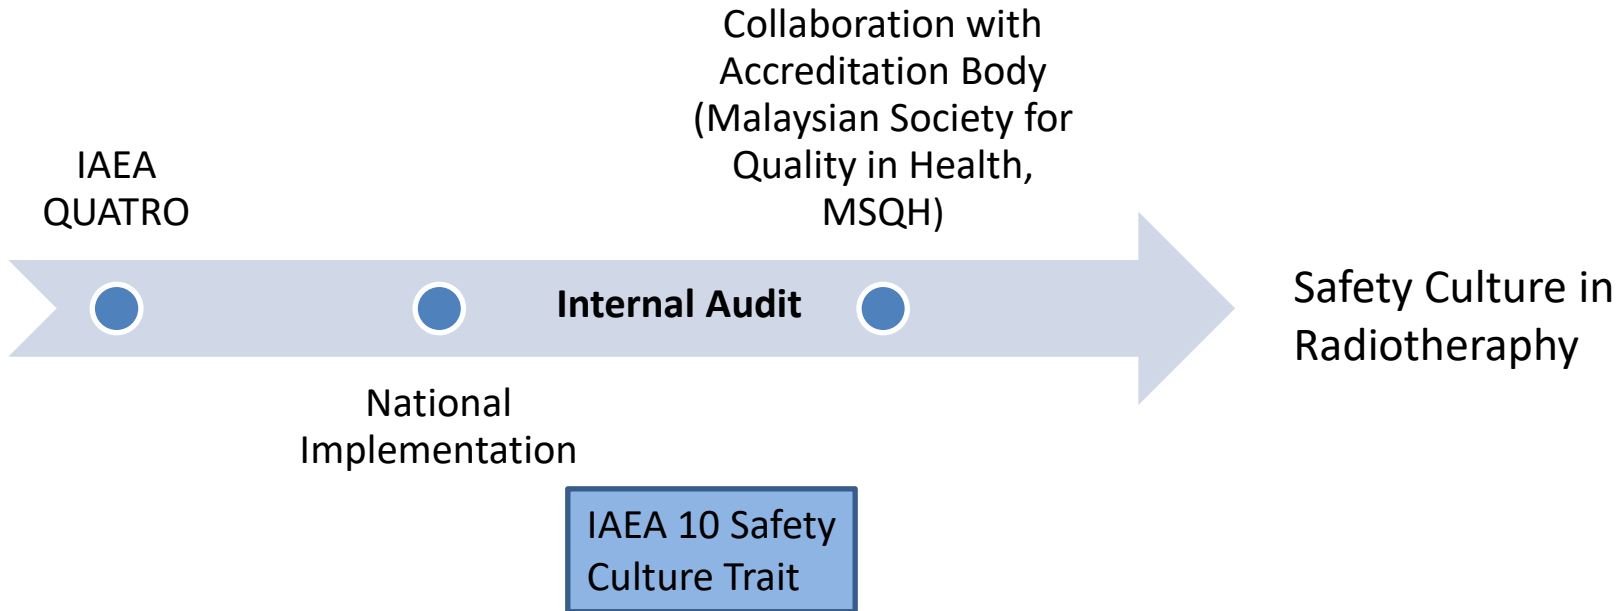 IAEA
QUATRO
National
Implementation
Internal Audit
IAEA 10 Safety
Culture Trait
Collaboration with
Accreditation Body
(Malaysian Society for
Quality in Health,
MSQH)
Safety Culture in
Radiotheraphy